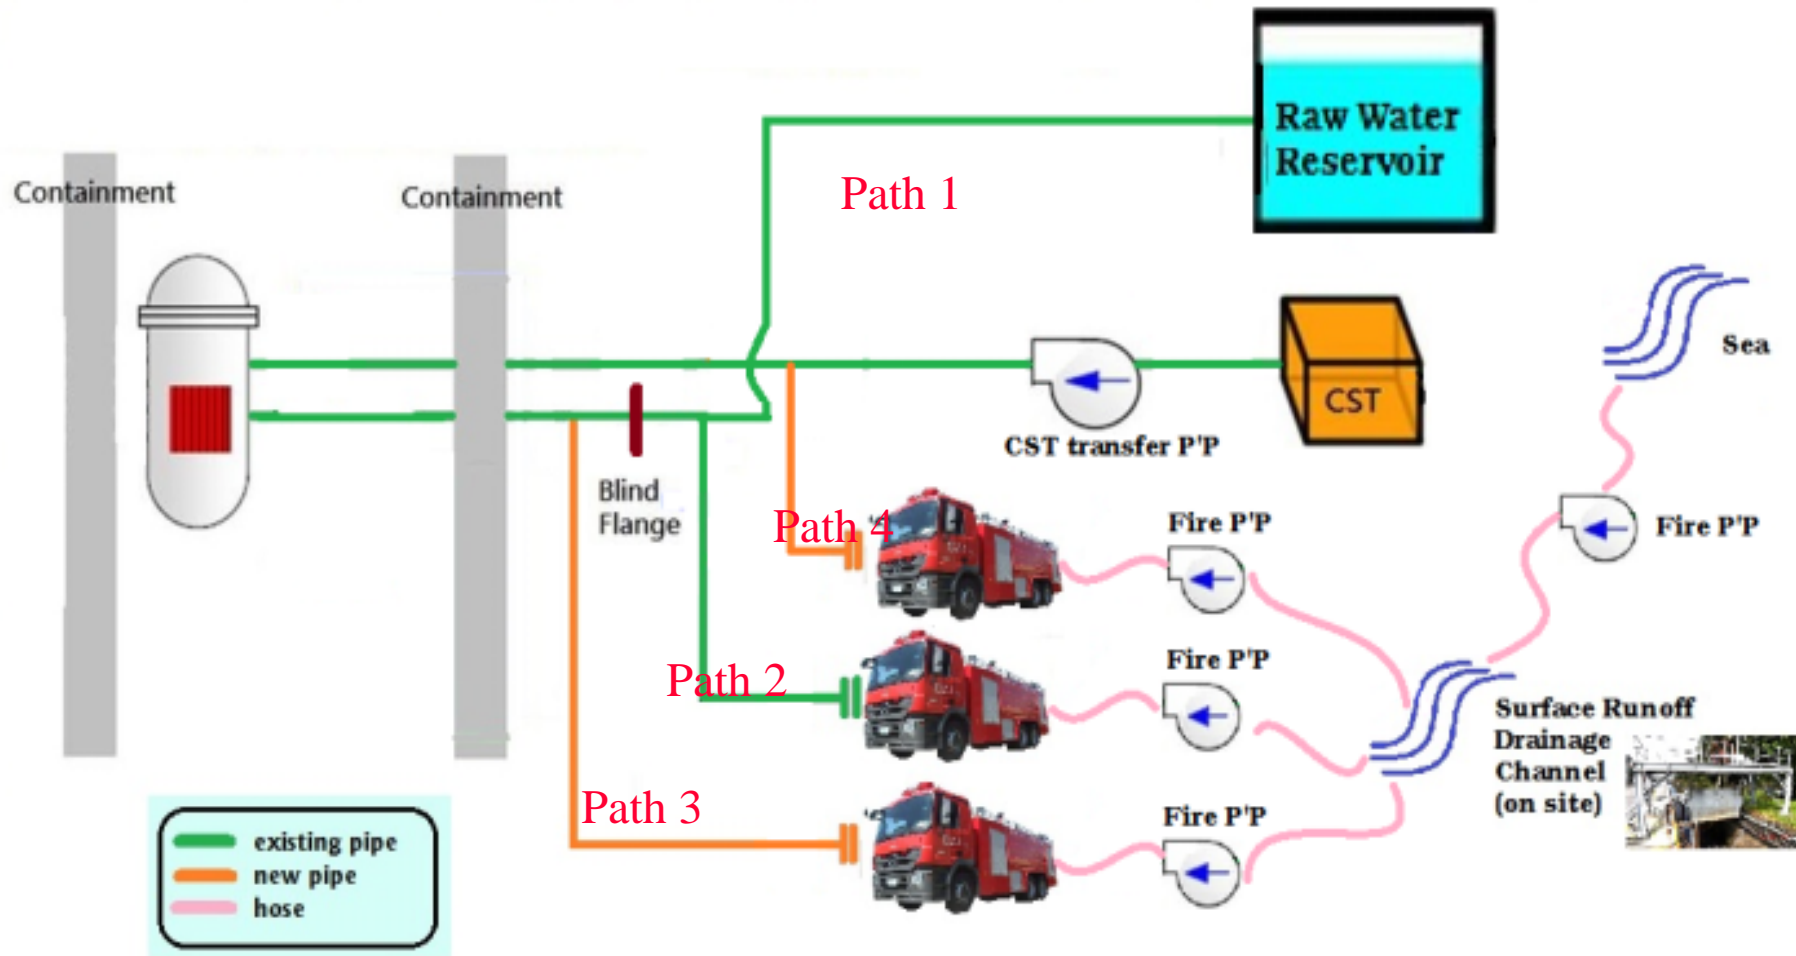 Raw Water
Reservoir
Path 1
Containment
Containment
Sea
CST
CST transfer P'P
Blind
Flange
Path 4
Fire P'P
Fire P'P
Path 2
Fire P'P
Surface Runoff
Drainage
Channel
(on site)
Path 3
Fire P'P
existing pipe
new pipe
hose